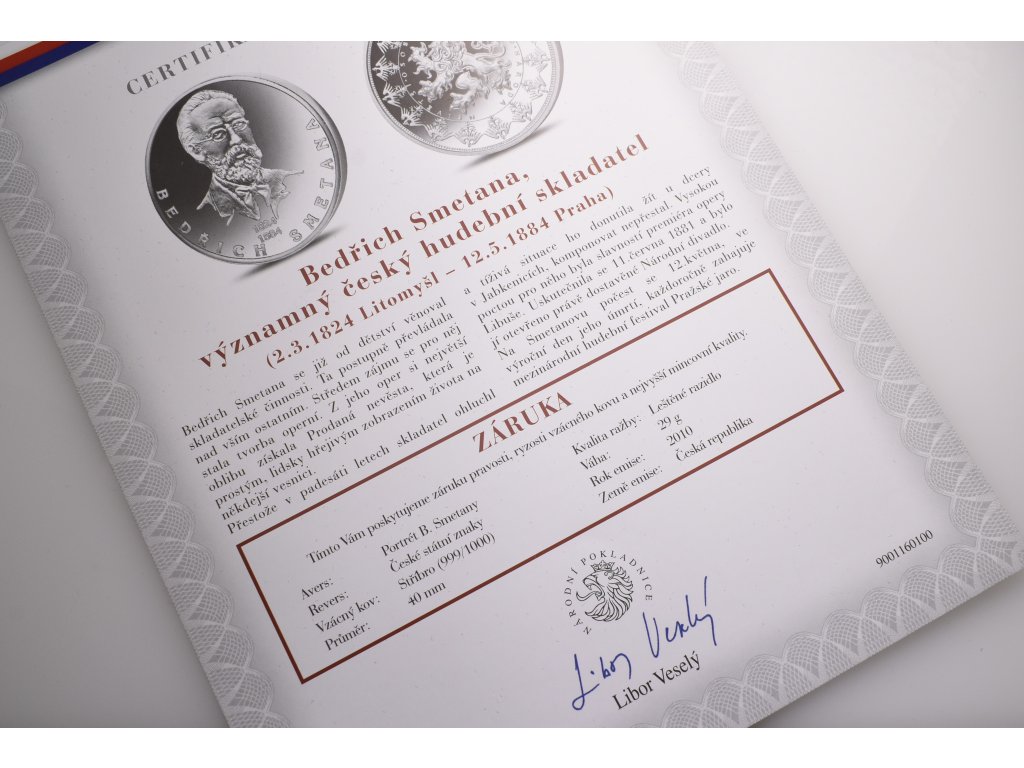 CERTIFIK
BEDŘICH SMETANA
1824
1884
Bedřich Smetana,
významný český hudební skladatel
(2.3.1824 Litomyšl – 12.5.1884 Praha)
Bedřich Smetana se již od dětství věnoval
skladatelské činnosti. Ta postupně převládala
nad vším ostatním. Středem zájmu se pro něj
stala tvorba operní. Z jeho oper si největší
oblibu získala Prodaná nevěsta, která je
prostým, lidsky hřejivým zobrazením života na
někdejší vesnici.
Přestože v padesáti letech skladatel ohluchl
a tíživá situace ho donutila žít u dcery
v Jabkenicích, komponovat nepřestal. Vysokou
poctou pro něho byla slavností premiéra opery
Libuše. Uskutečnila se 11.června 1881 a bylo
jí otevřeno právě dostavěné Národní divadlo.
Na Smetanovu počest se 12.května, ve
výroční den jeho úmrtí, každoročně zahajuje
mezinárodní hudební festival Pražské jaro.
ZÁRUKA
Tímto Vám poskytujeme záruku pravosti, ryzosti vzácného kovu a nejvyšší mincovní kvality.
Avers: Portrét B. Smetany
Revers: České státní znaky
Vzácný kov: Stříbro (999/1000)
Průměr: 40 mm
Kvalita ražby: Leštěné razidlo
Váha: 29 g
Rok emise: 2010
Země emise: Česká republika
NÁRODNÍ POKLADNICE
Libor Veselý
Libor Veselý
9001160100